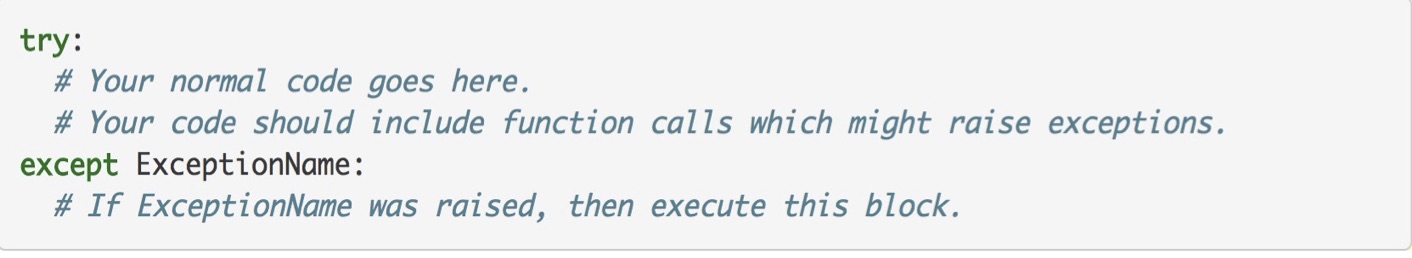 try:
  # Your normal code goes here.
  # Your code should include function calls which might raise exceptions.
except ExceptionName:
  # If ExceptionName was raised, then execute this block.